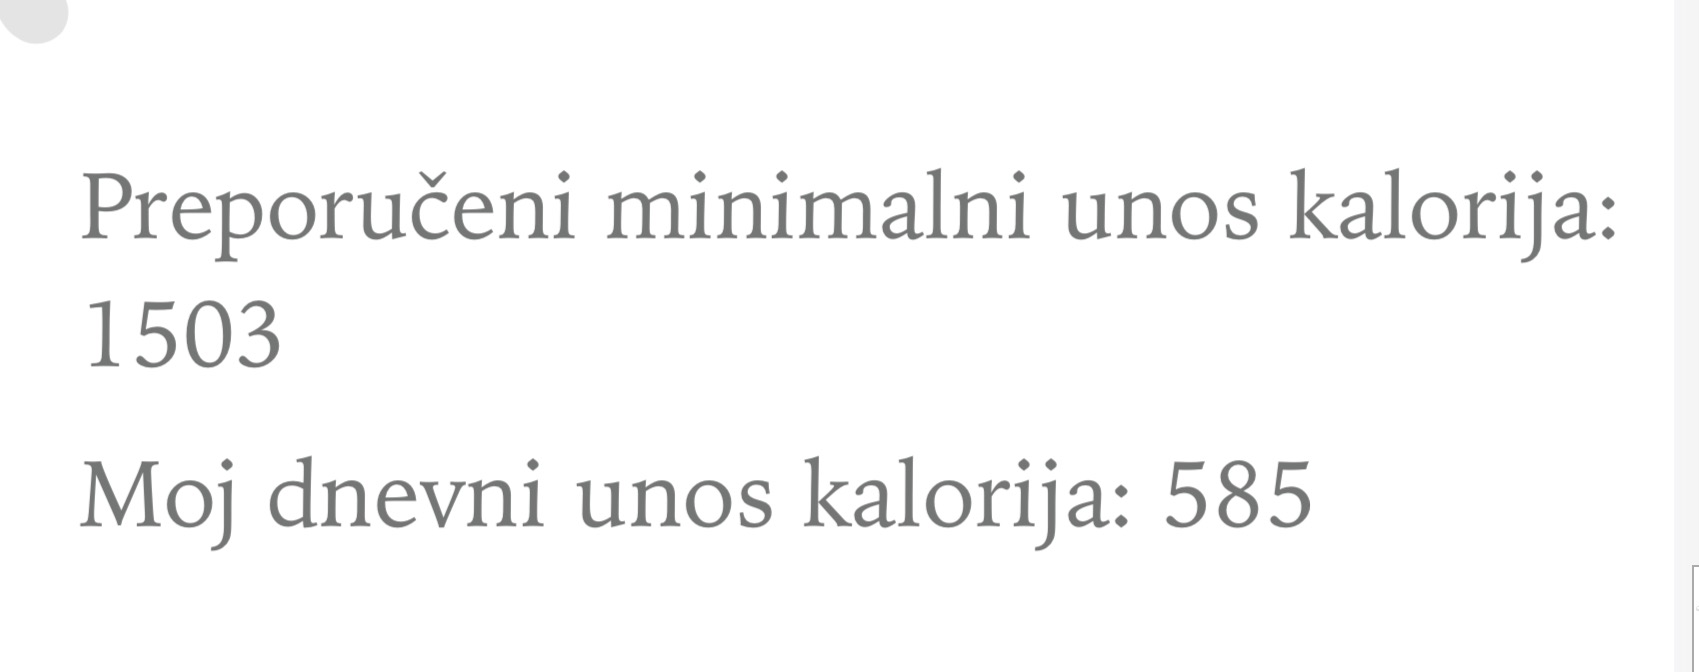 Preporučeni minimalni unos kalorija:
1503
Moj dnevni unos kalorija: 585